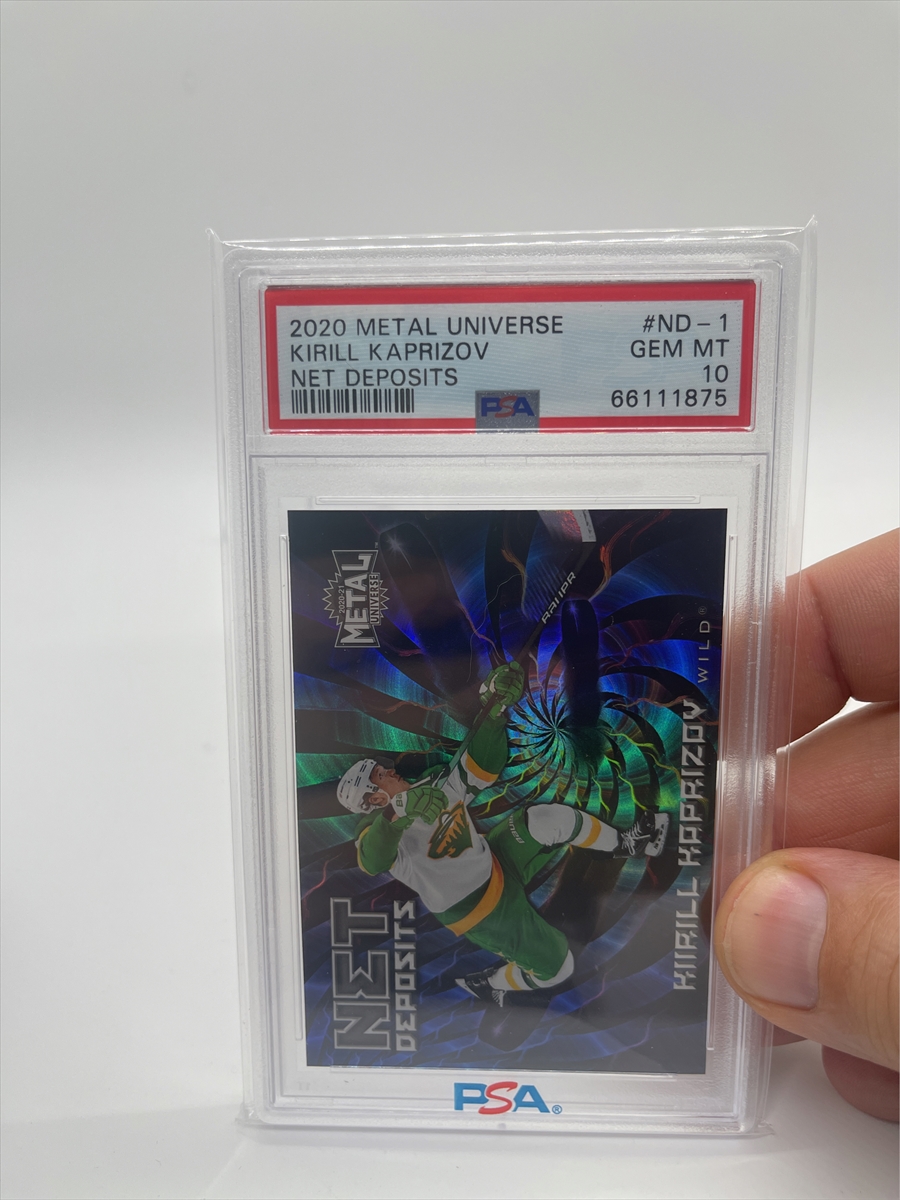 2020 METAL UNIVERSE #ND-1
KIRILL KAPRIZOV GEM MT
NET DEPOSITS 10
66111875
PSA
2020-21
METAL
UNIVERSE
NET
DEPOSITS
KIRILL KAPRIZOV WILD®
PSA®